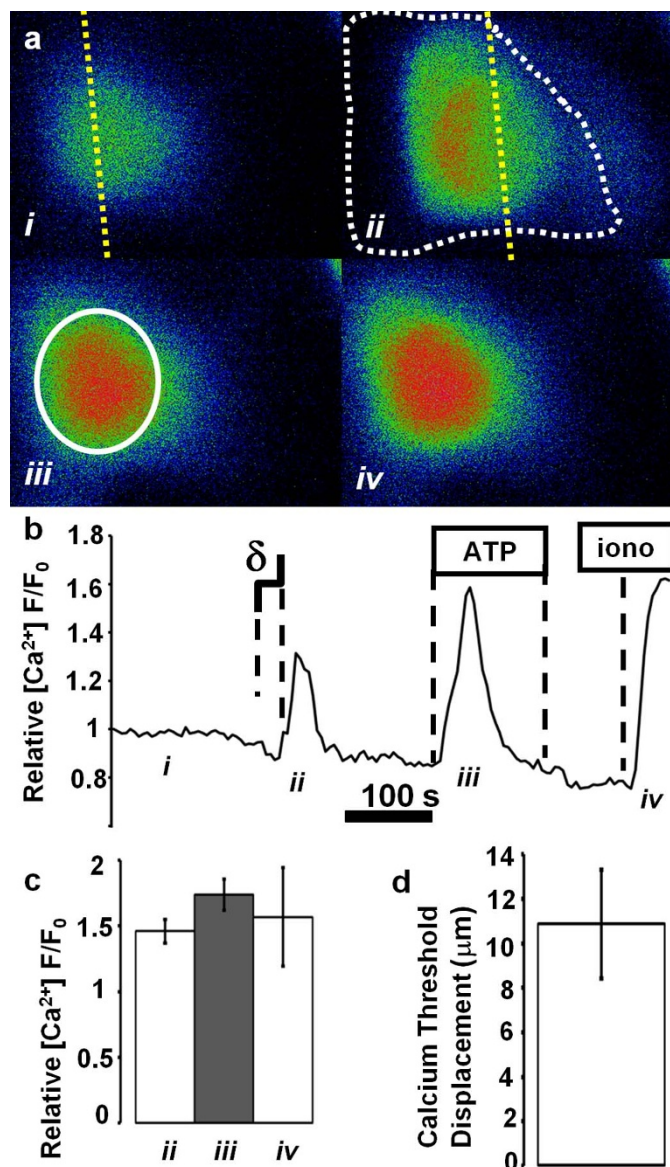 a
i
ii
iii
iv
b
Relative [Ca²⁺] F/F₀
1.8
1.6
1.4
1.2
1
0.8
δ
ATP
iono
i
ii
iii
iv
100 s
c
Relative [Ca²⁺] F/F₀
2
1.5
1
0.5
0
ii
iii
iv
d
Calcium Threshold
Displacement (μm)
14
12
10
8
6
4
2
0